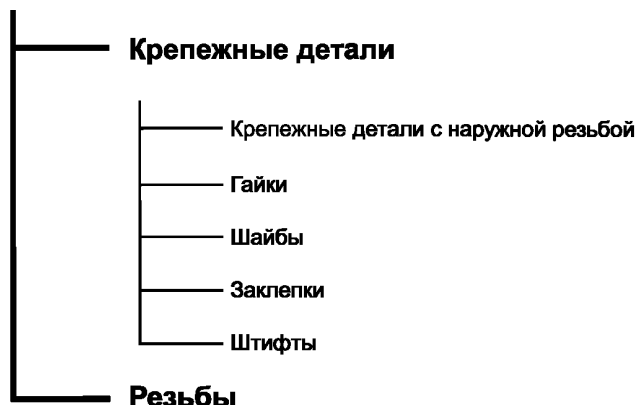 Крепежные детали
Крепежные детали с наружной резьбой
Гайки
Шайбы
Заклепки
Штифты
Резьбы